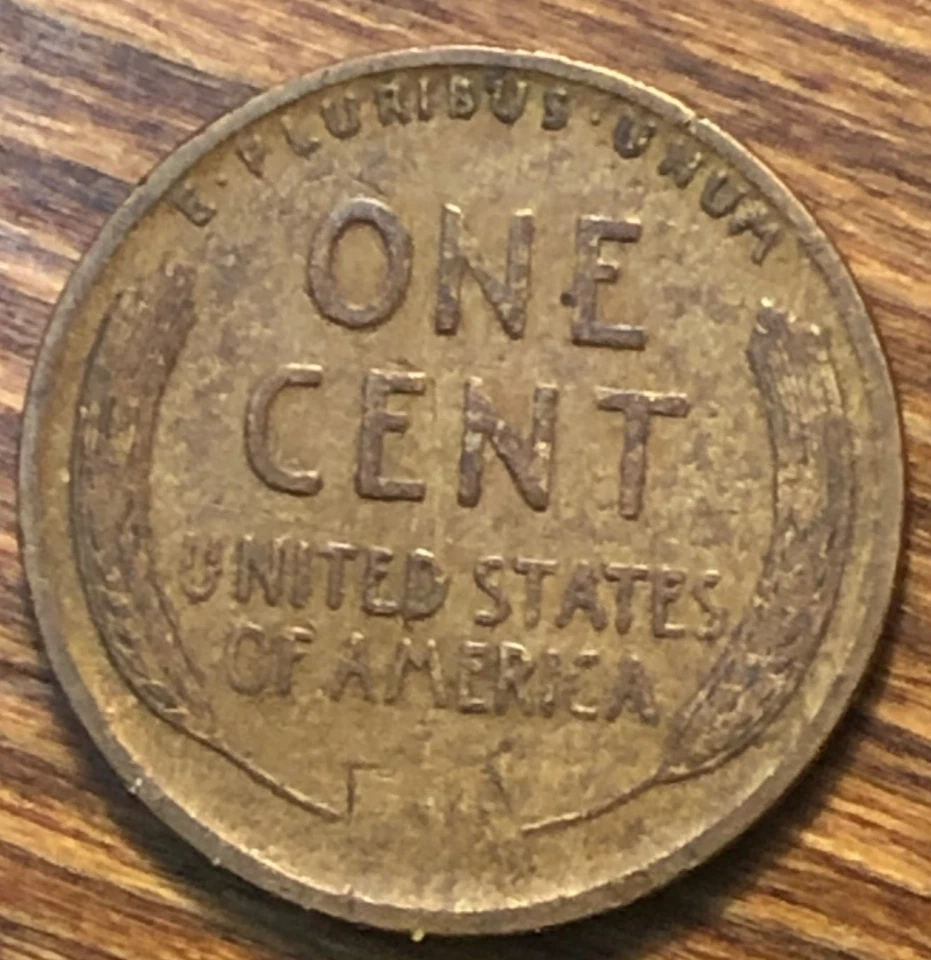 E · PLURIBUS · UNUM
ONE
CENT
UNITED STATES
OF AMERICA